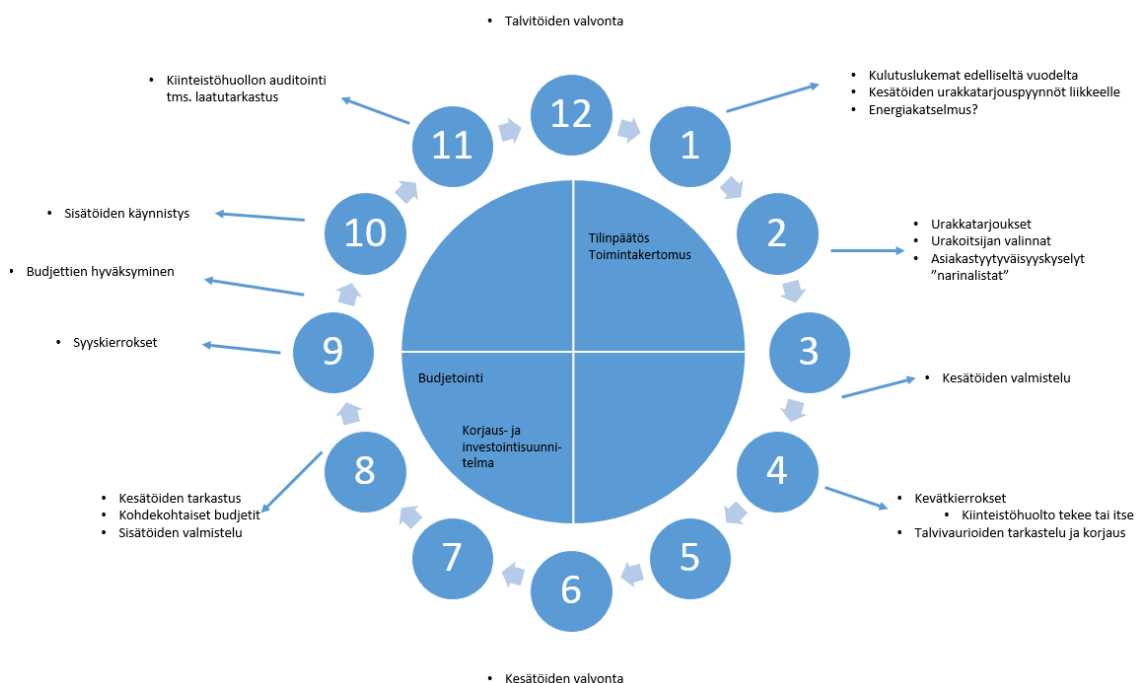 • Talvitöiden valvonta
• Kiinteistöhuollon auditointi
tms. laatutarkastus
• Kulutuslukemat edelliseltä vuodelta
• Kesätöiden urakkatarjouspyynnöt liikkeelle
• Energiakatselmus?
12
11
1
• Sisätöiden käynnistys
10
2
• Urakkatarjoukset
• Urakoitsijan valinnat
• Asiakastyytyväisyyskyselyt
”narinalistat”
Tilinpäätös
Toimintakertomus
• Budjettien hyväksyminen
• Syyskierrokset
9
3
Budjetointi
• Kesätöiden valmistelu
Korjaus- ja
investointisuunni-
telma
8
4
• Kesätöiden tarkastus
• Kohdekohtaiset budjetit
• Sisätöiden valmistelu
• Kevätkierrokset
• Kiinteistöhuolto tekee tai itse
• Talvivaurioiden tarkastelu ja korjaus
7
5
6
• Kesätöiden valvonta